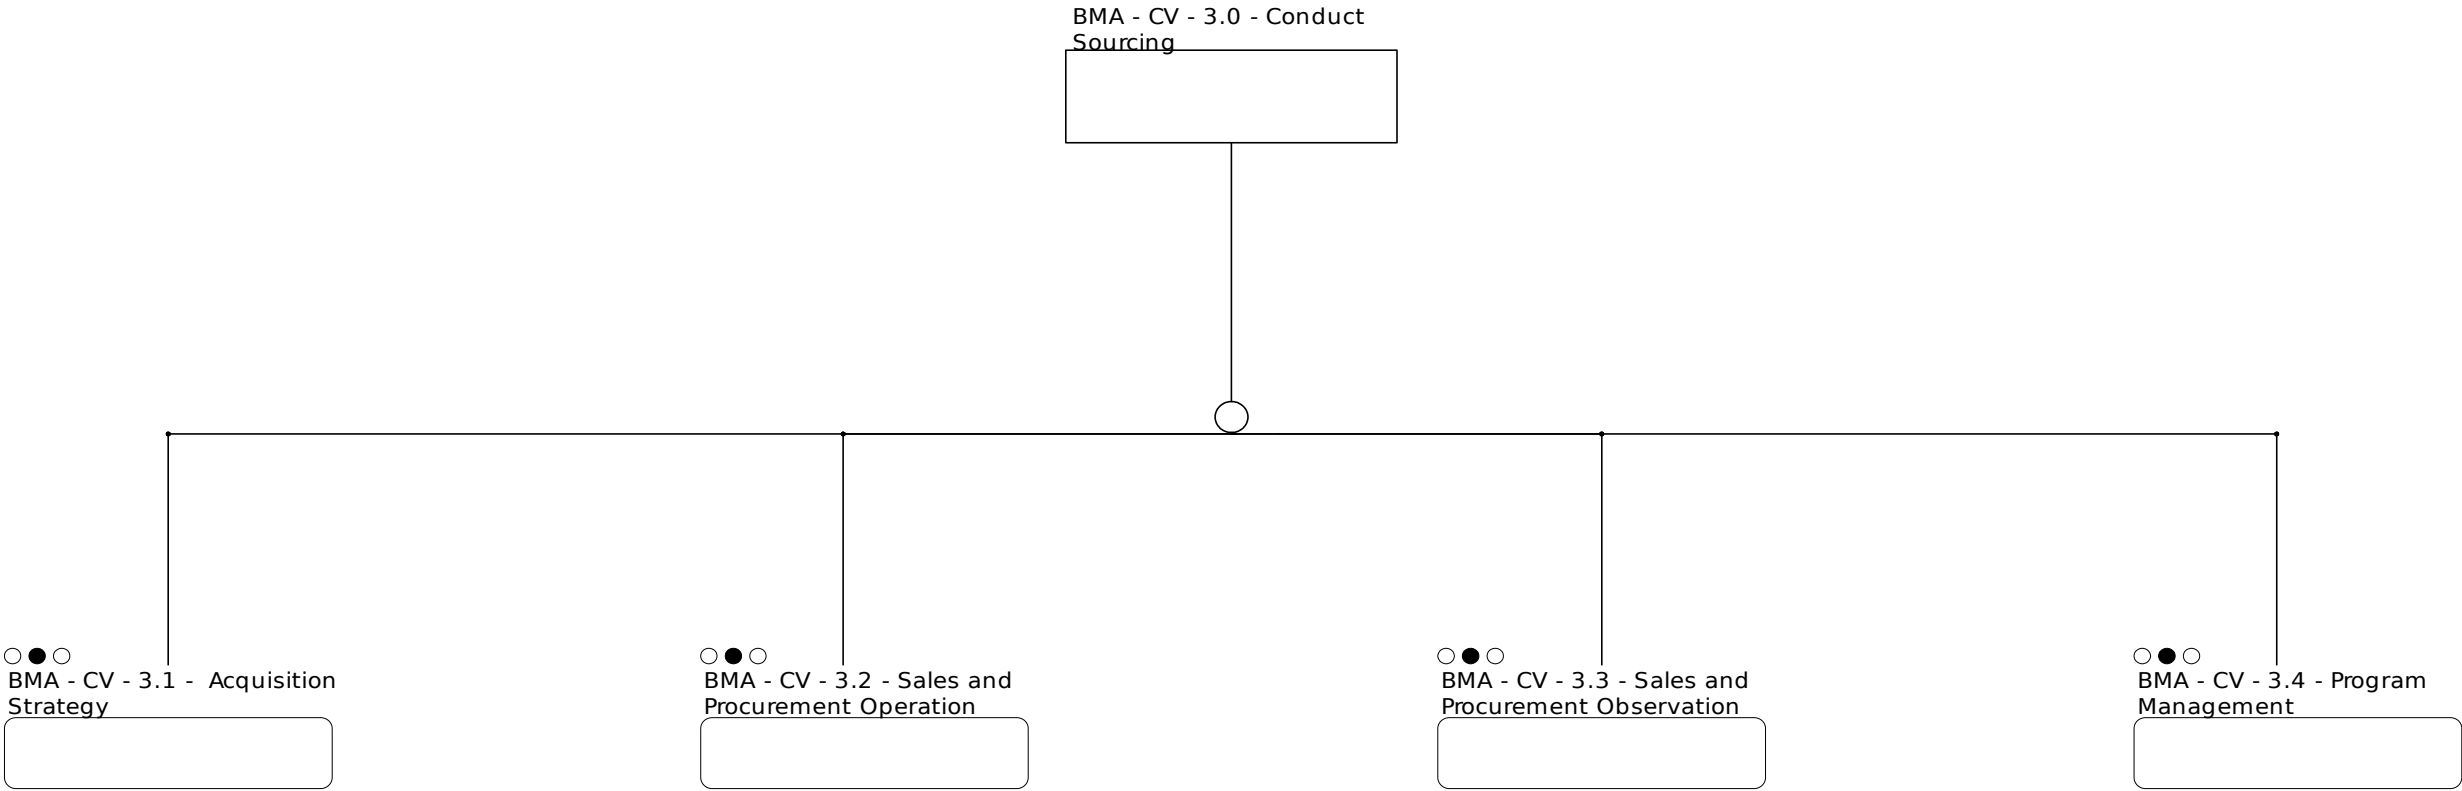 BMA - CV - 3.0 - Conduct
Sourcing
BMA - CV - 3.1 -  Acquisition
Strategy
BMA - CV - 3.2 - Sales and
Procurement Operation
BMA - CV - 3.3 - Sales and
Procurement Observation
BMA - CV - 3.4 - Program
Management